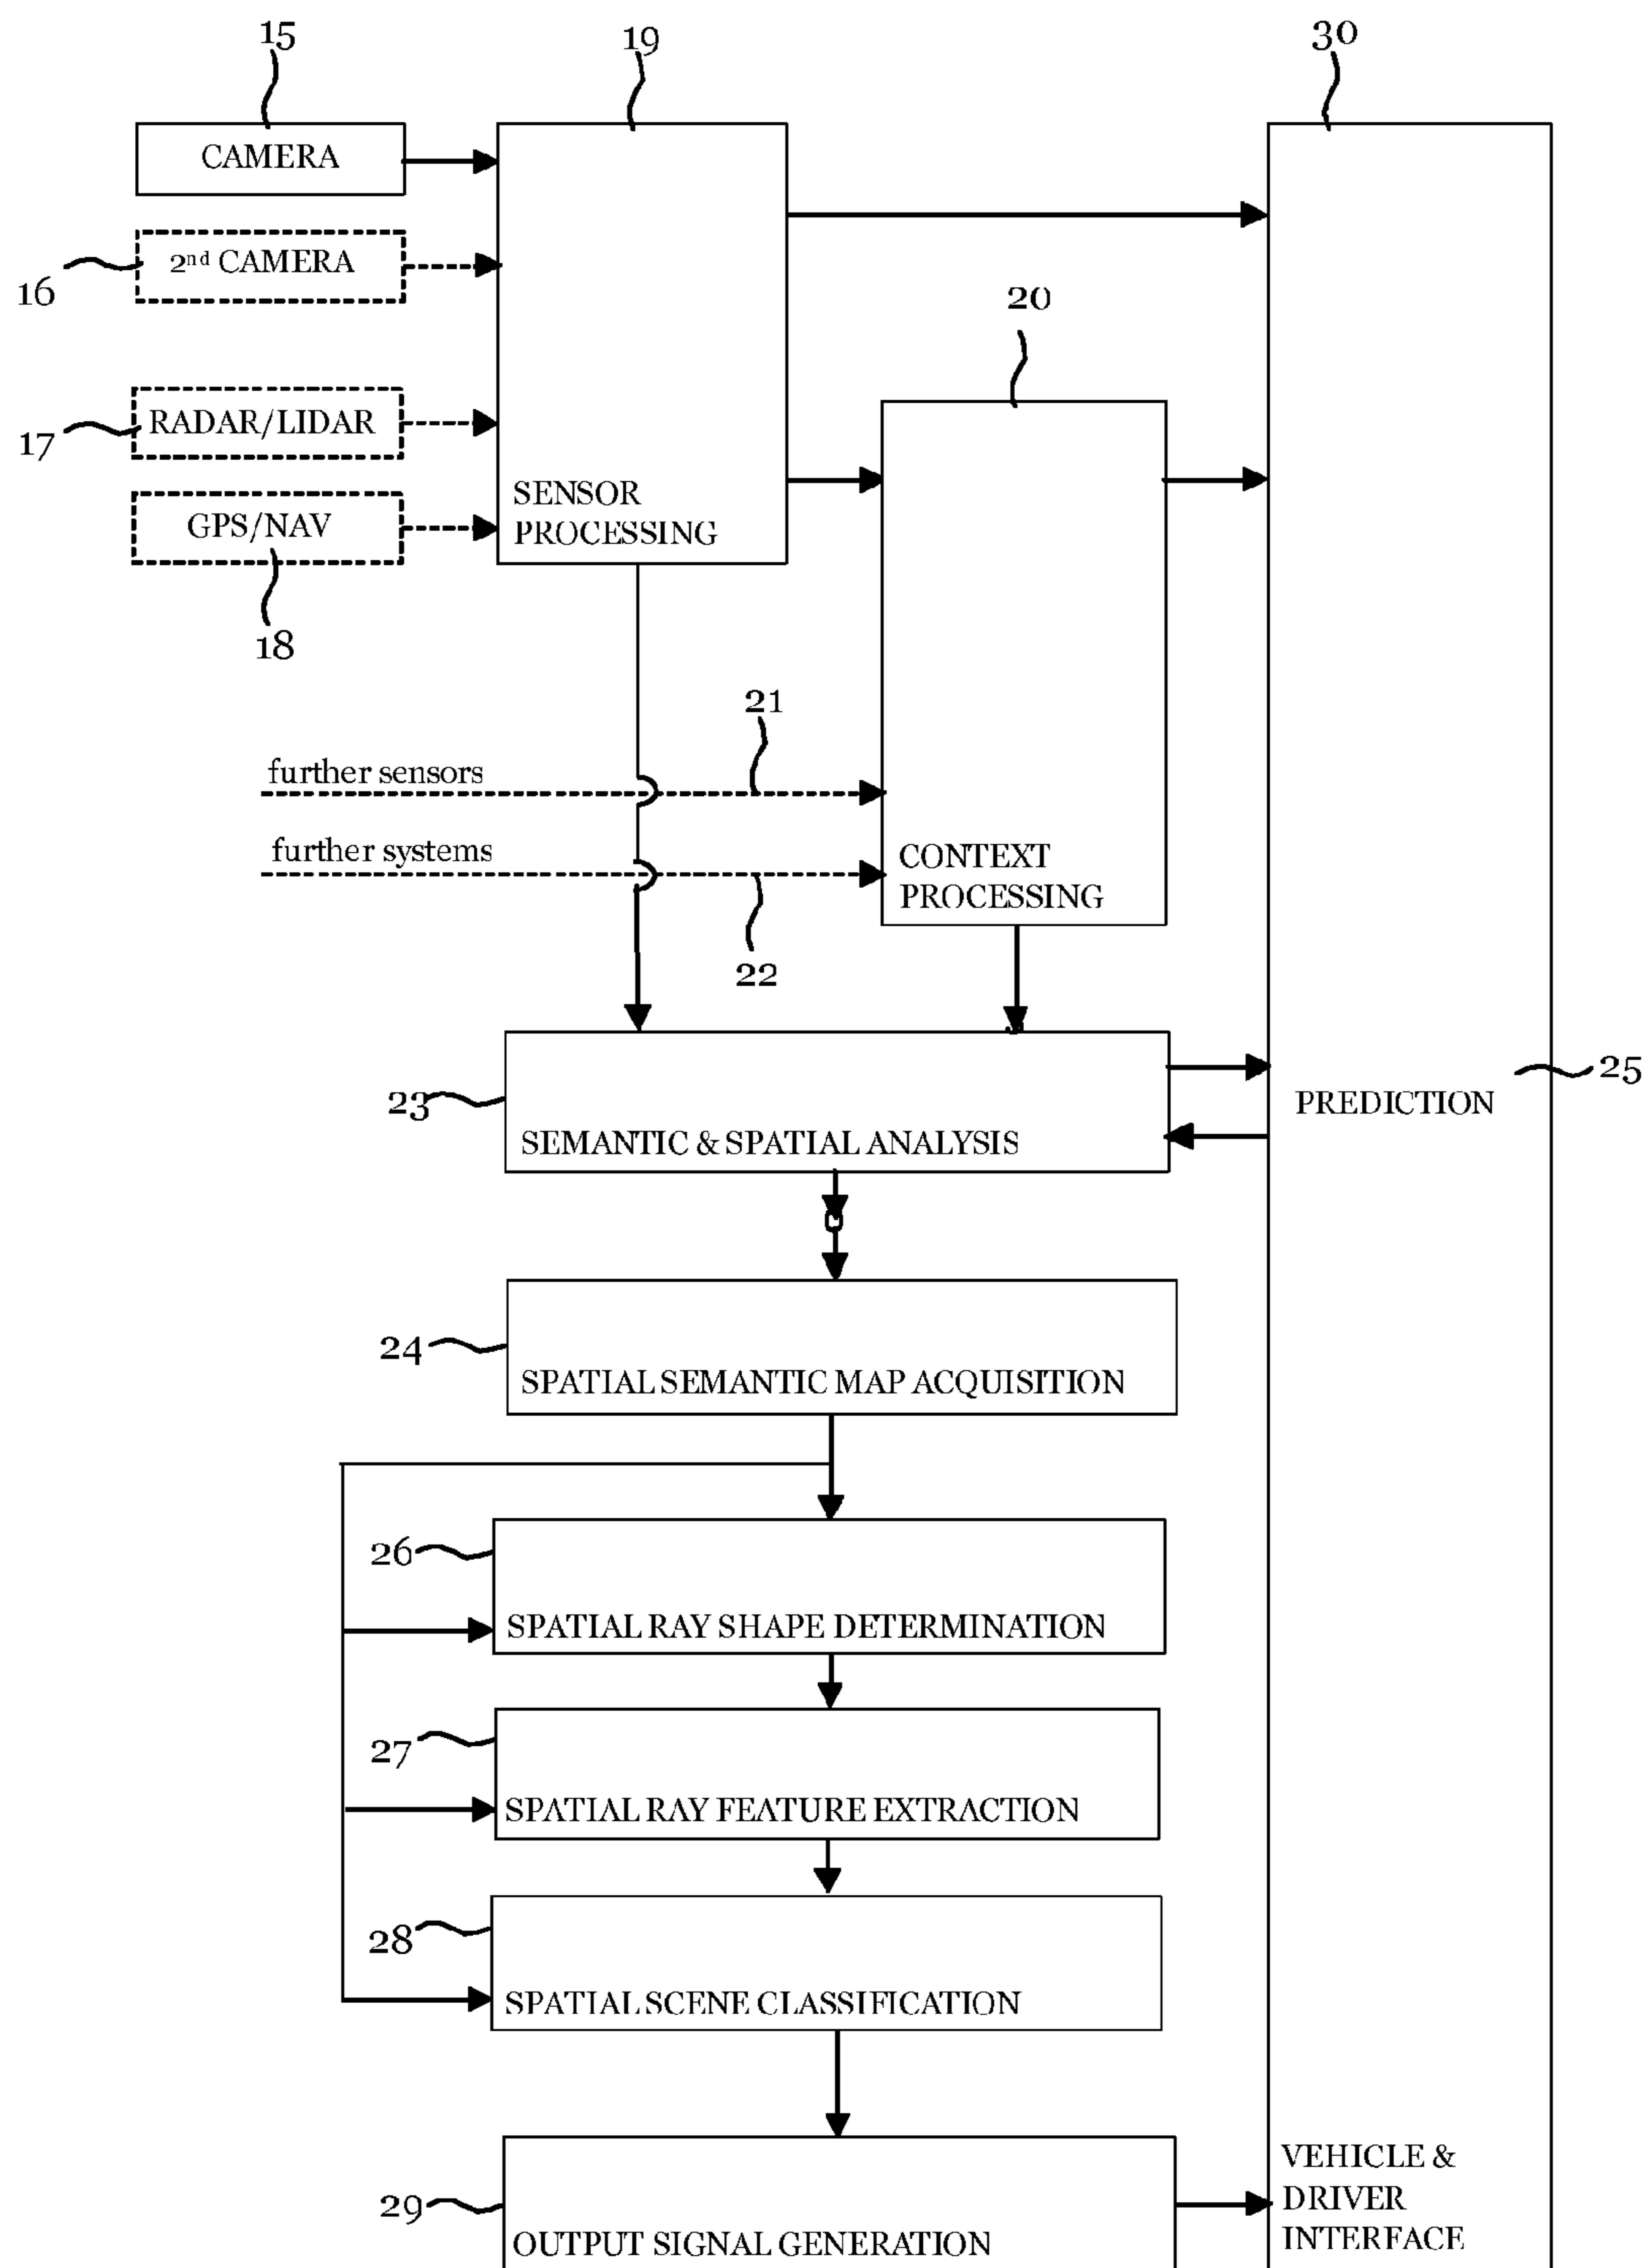 15
19
30
CAMERA
2nd CAMERA
16
20
RADAR/LIDAR
17
SENSOR
PROCESSING
GPS/NAV
18
21
further sensors
further systems
CONTEXT
PROCESSING
22
25
23
PREDICTION
SEMANTIC & SPATIAL ANALYSIS
24
SPATIAL SEMANTIC MAP ACQUISITION
26
SPATIAL RAY SHAPE DETERMINATION
27
SPATIAL RAY FEATURE EXTRACTION
28
SPATIAL SCENE CLASSIFICATION
29
OUTPUT SIGNAL GENERATION
VEHICLE &
DRIVER
INTERFACE